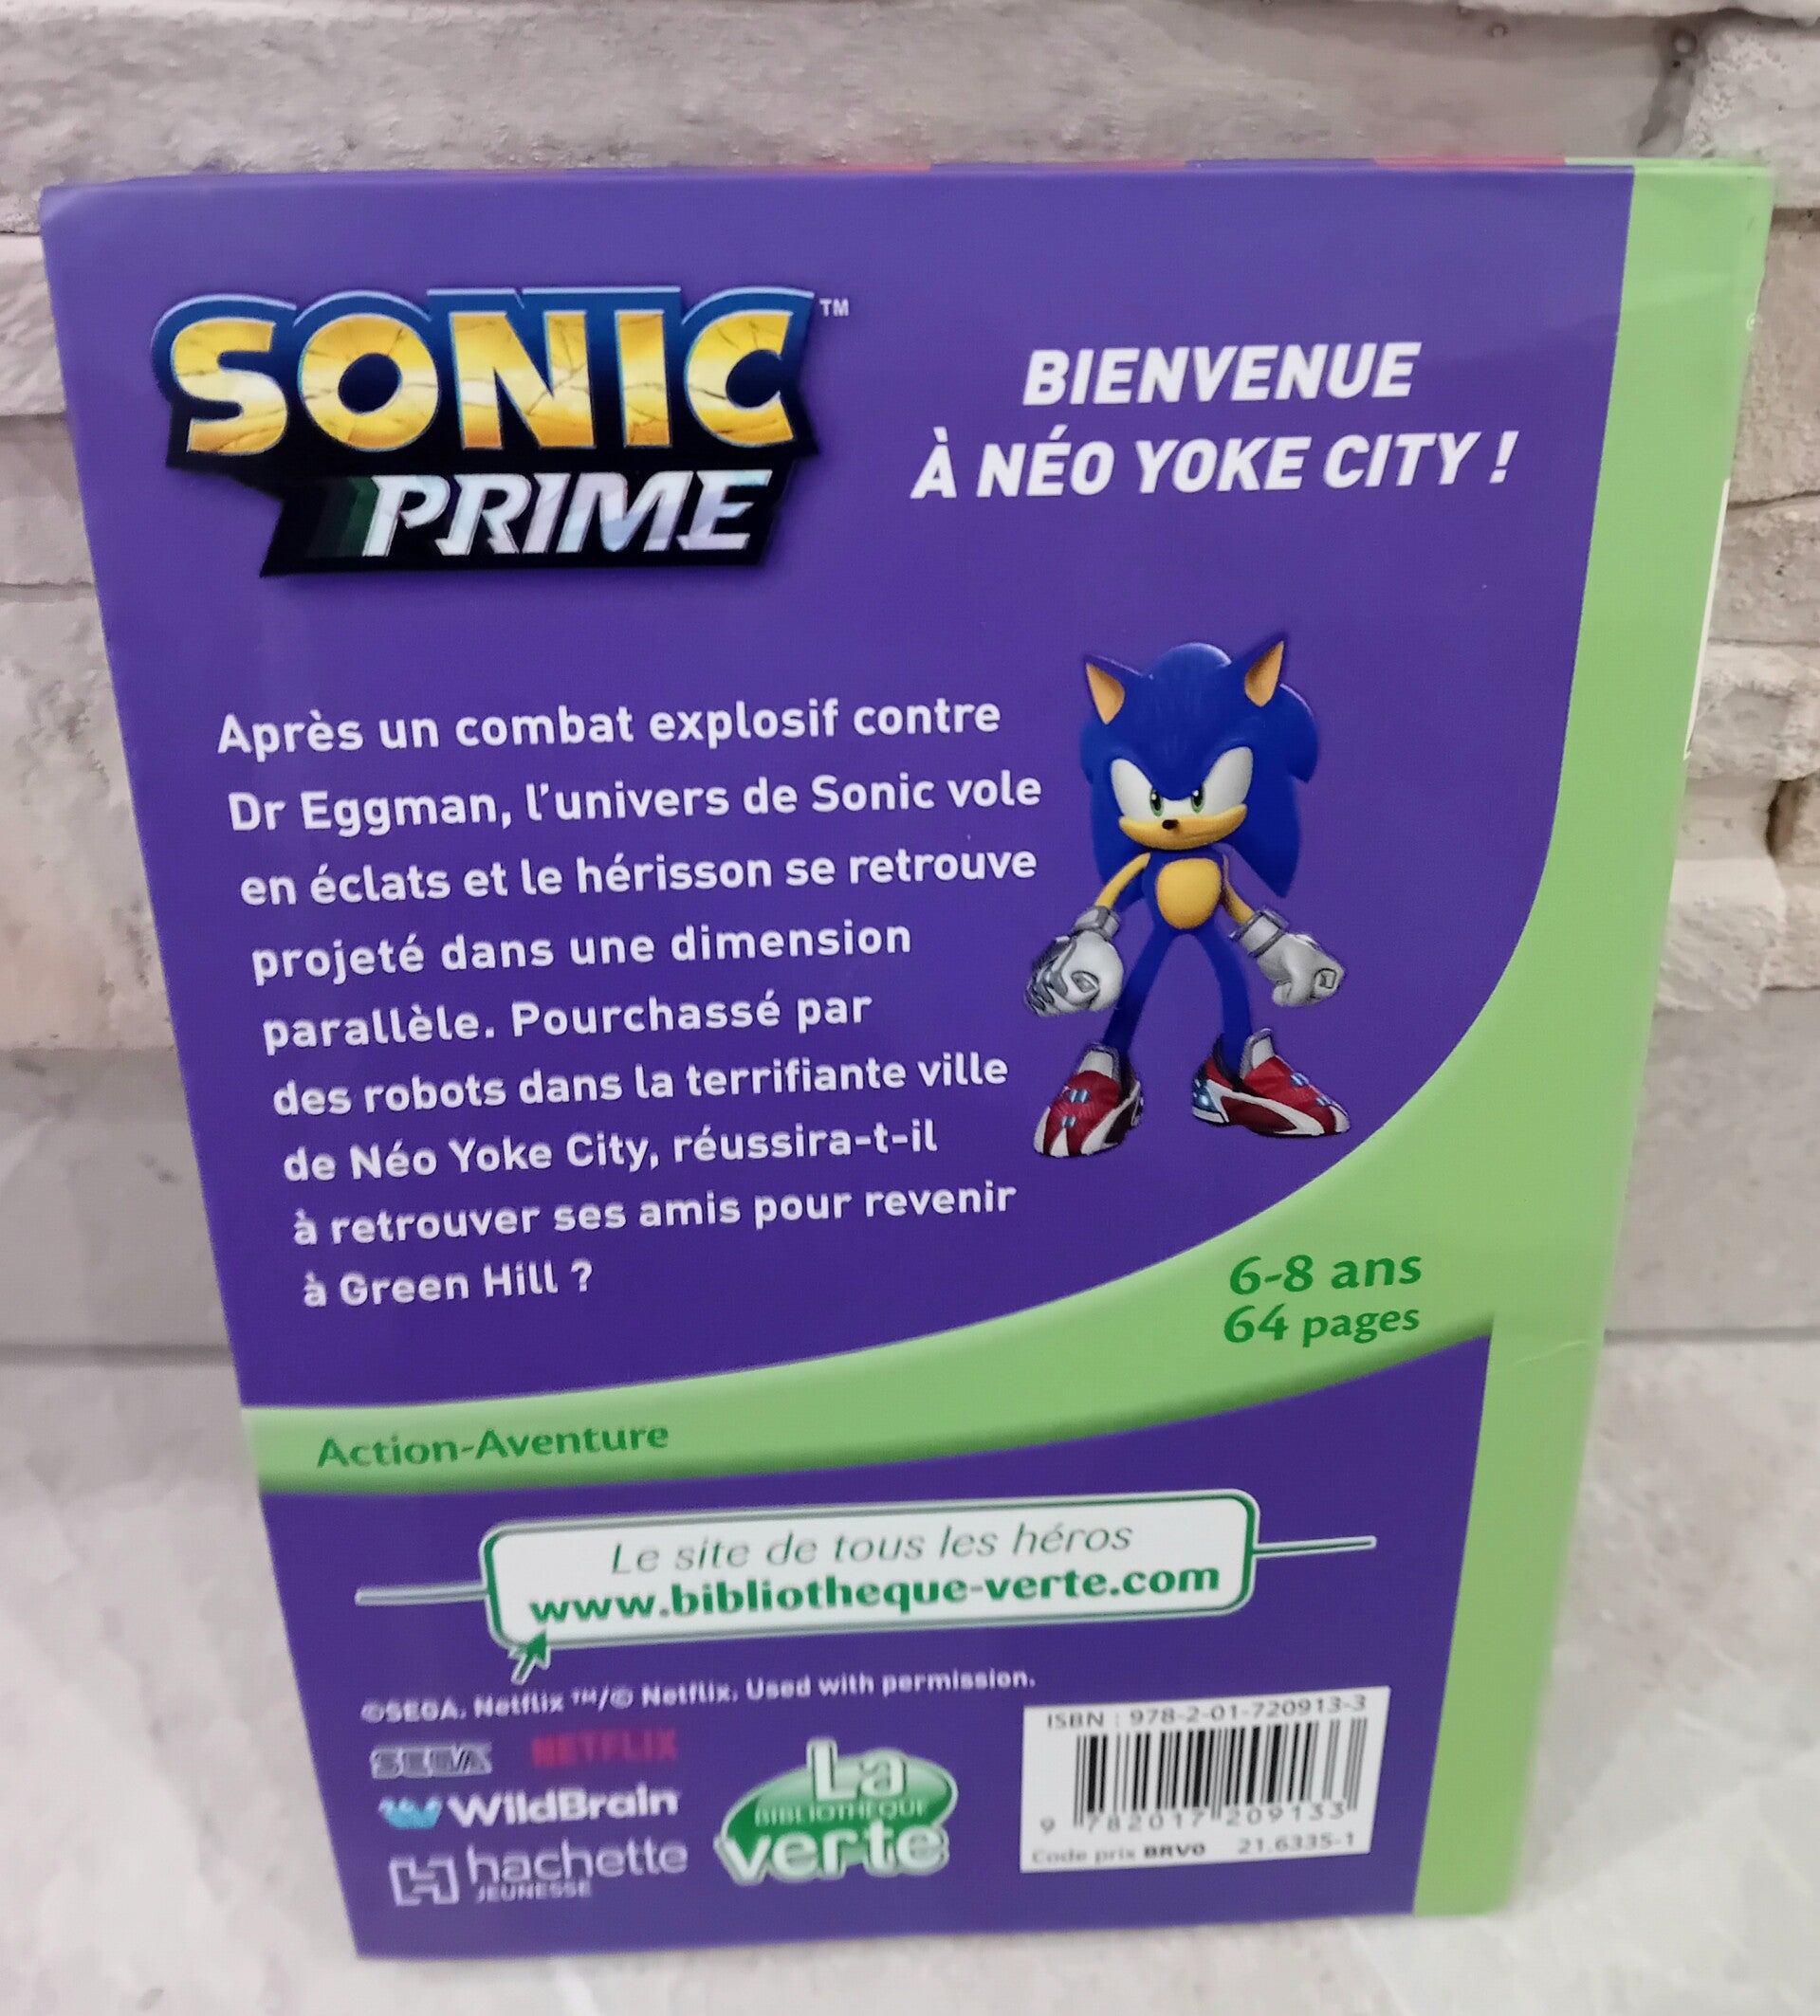 SONIC™
PRIME
BIENVENUE
À NÉO YOKE CITY !
Après un combat explosif contre
Dr Eggman, l'univers de Sonic vole
en éclats et le hérisson se retrouve
projeté dans une dimension
parallèle. Pourchassé par
des robots dans la terrifiante ville
de Néo Yoke City, réussira-t-il
à retrouver ses amis pour revenir
à Green Hill ?
6-8 ans
64 pages
Action-Aventure
Le site de tous les héros
www.bibliotheque-verte.com
©SEGA. Netflix ™/© Netflix. Used with permission.
SEGA NETFLIX
WildBrain
hachette
JEUNESSE
La
BIBLIOTHEQUE
verte
ISBN : 978-2-01-720913-3
9 782017 209133
Code prix BRV0 21.6335-1